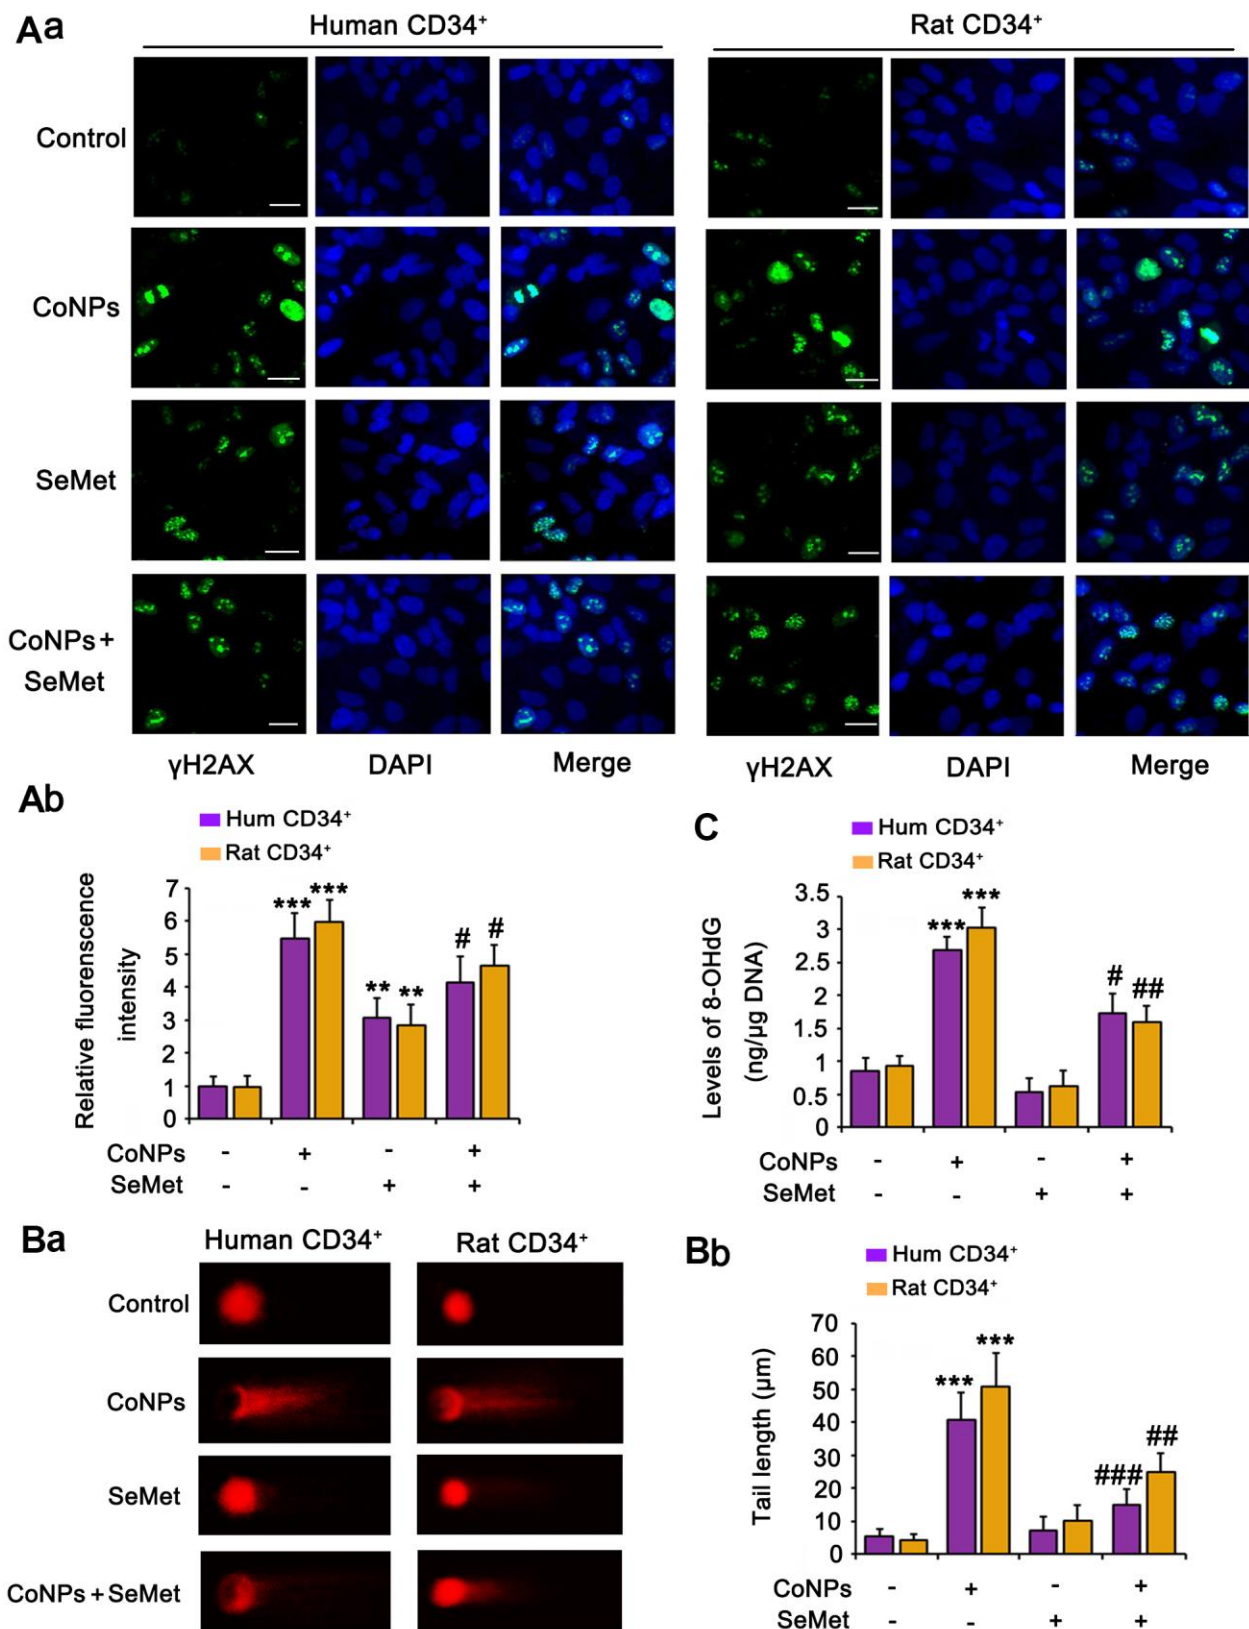 Aa
Human CD34⁺ Rat CD34⁺
Control
CoNPs
SeMet
CoNPs +
SeMet
γH2AX DAPI Merge γH2AX DAPI Merge
Ab
Hum CD34⁺
Rat CD34⁺
Relative fluorenscence
intensity
7
6
5
4
3
2
1
0
*** *** ** ** # #
CoNPs - + - +
SeMet - - + +
C
Hum CD34⁺
Rat CD34⁺
Levels of 8-OHdG
(ng/μg DNA)
3.5
3
2.5
2
1.5
1
0.5
0
*** *** # ##
CoNPs - + - +
SeMet - - + +
Ba
Human CD34⁺ Rat CD34⁺
Control
CoNPs
SeMet
CoNPs + SeMet
Bb
Hum CD34⁺
Rat CD34⁺
Tail length (μm)
70
60
50
40
30
20
10
0
*** *** ### ##
CoNPs - + - +
SeMet - - + +